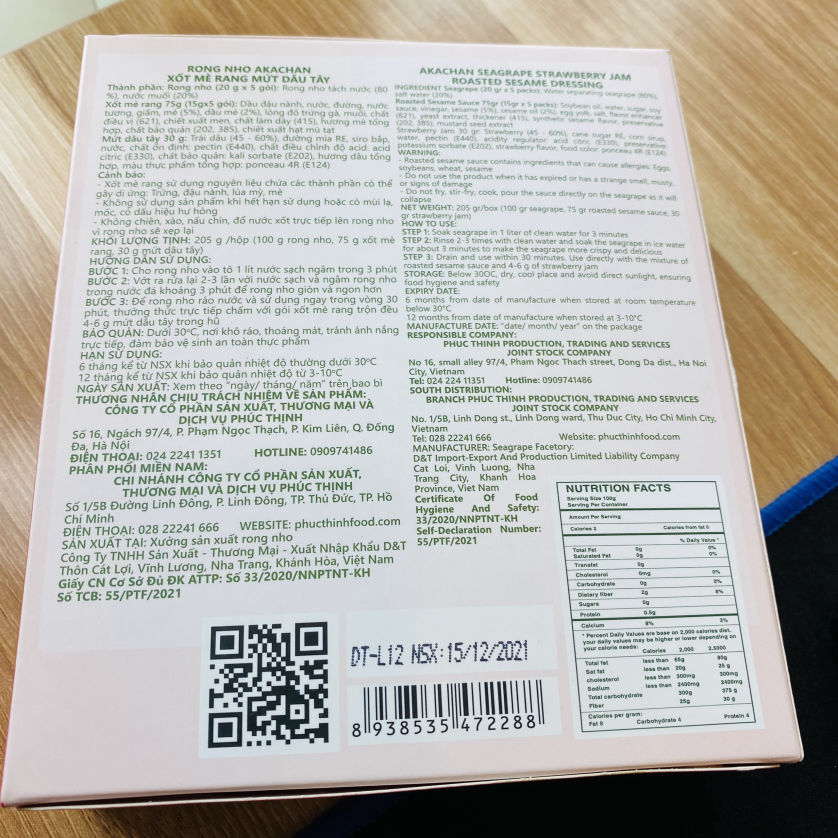 RONG NHO AKACHAN
XỐT MÈ RANG MỨT DÂU TÂY
Thành phần: Rong nho (20 g x 5 gói): Rong nho tách nước (80
%), nước muối (20%)
Xốt mè rang 75g (15gx5 gói): Dầu đậu nành, nước, đường, nước
tương, giấm, mè (5%), dầu mè (2%), lòng đỏ trứng gà, muối, chất
điều vị (621), chiết xuất men, chất làm dày (415), hương mè tổng
hợp, chất bảo quản (202, 385), chiết xuất hạt mù tạt
Mứt dâu tây 30 g: Trái dâu (45 - 60%), đường mía RE, siro bắp,
nước, chất ổn định: pectin (E440), chất điều chỉnh độ acid: acid
citric (E330), chất bảo quản: kali sorbate (E202), hương dâu tổng
hợp, màu thực phẩm tổng hợp: ponceau 4R (E124)
Cảnh báo:
- Xốt mè rang sử dụng nguyên liệu chứa các thành phần có thể
gây dị ứng: Trứng, đậu nành, lúa mỳ, mè
- Không sử dụng sản phẩm khi hết hạn sử dụng hoặc có mùi lạ,
mốc, có dấu hiệu hư hỏng
- Không chiên, xào, nấu chín, đổ nước xốt trực tiếp lên rong nho
vì rong nho sẽ xẹp lại
KHỐI LƯỢNG TỊNH: 205 g /hộp (100 g rong nho, 75 g xốt mè
rang, 30 g mứt dâu tây)
HƯỚNG DẪN SỬ DỤNG:
BƯỚC 1: Cho rong nho vào tô 1 lít nước sạch ngâm trong 3 phút
BƯỚC 2: Vớt ra rửa lại 2-3 lần với nước sạch và ngâm rong nho
trong nước đá khoảng 3 phút để rong nho giòn và ngon hơn
BƯỚC 3: Để rong nho ráo nước và sử dụng ngay trong vòng 30
phút, thưởng thức trực tiếp chấm với gói xốt mè rang trộn đều
4-6 g mứt dâu tây trong hũ
BẢO QUẢN: Dưới 30ºC, nơi khô ráo, thoáng mát, tránh ánh nắng
trực tiếp, đảm bảo vệ sinh an toàn thực phẩm
HẠN SỬ DỤNG:
6 tháng kể từ NSX khi bảo quản nhiệt độ thường dưới 30ºC
12 tháng kể từ NSX khi bảo quản nhiệt độ từ 3-10ºC
NGÀY SẢN XUẤT: Xem theo "ngày/ tháng/ năm" trên bao bì
THƯƠNG NHÂN CHỊU TRÁCH NHIỆM VỀ SẢN PHẨM:
CÔNG TY CỔ PHẦN SẢN XUẤT, THƯƠNG MẠI VÀ
DỊCH VỤ PHÚC THỊNH
Số 16, Ngách 97/4, P. Phạm Ngọc Thạch, P. Kim Liên, Q. Đống
Đa, Hà Nội
ĐIỆN THOẠI: 024 2241 1351 HOTLINE: 0909741486
PHÂN PHỐI MIỀN NAM:
CHI NHÁNH CÔNG TY CỔ PHẦN SẢN XUẤT,
THƯƠNG MẠI VÀ DỊCH VỤ PHÚC THỊNH
Số 1/5B Đường Linh Đông, P. Linh Đông, TP. Thủ Đức, TP. Hồ
Chí Minh
ĐIỆN THOẠI: 028 22241 666 WEBSITE: phucthinhfood.com
SẢN XUẤT TẠI: Xưởng sản xuất rong nho
Công Ty TNHH Sản Xuất - Thương Mại - Xuất Nhập Khẩu D&T
Thôn Cát Lợi, Vĩnh Lương, Nha Trang, Khánh Hòa, Việt Nam
Giấy CN Cơ Sở Đủ ĐK ATTP: Số 33/2020/NNPTNT-KH
Số TCB: 55/PTF/2021
AKACHAN SEAGRAPE STRAWBERRY JAM
ROASTED SESAME DRESSING
INGREDIENT Seagrape (20 gr x 5 packs): Water separating seagrape (80%),
salt water (20%)
Roasted Sesame Sauce 75gr (15gr x 5 packs): Soybean oil, water, sugar, soy
sauce, vinegar, sesame (5%), sesame oil (2%), egg yolk, salt, flavor enhancer
(621), yeast extract, thickener (415), synthetic sesame flavor, preservative
(202, 385), mustard seed extract
Strawberry Jam 30 gr: Strawberry (45 - 60%), cane sugar RE, corn sirup,
water, pectin (E440), acidity regulator: acid citric (E330), preservative:
potassium sorbate (E202), strawberry flavor, food color: ponceau 4R (E124)
WARNING:
- Roasted sesame sauce contains ingredients that can cause allergies: Eggs,
soybeans, wheat, sesame
- Do not use the product when it has expired or has a strange smell, musty,
or signs of damage
- Do not fry, stir-fry, cook, pour the sauce directly on the seagrape as it will
collapse
NET WEIGHT: 205 gr/box (100 gr seagrape, 75 gr roasted sesame sauce, 30
gr strawberry jam)
HOW TO USE:
STEP 1: Soak seagrape in 1 liter of clean water for 3 minutes
STEP 2: Rinse 2-3 times with clean water and soak the seagrape in ice water
for about 3 minutes to make the seagrape more crispy and delicious
STEP 3: Drain and use within 30 minutes. Use directly with the mixture of
roasted sesame sauce and 4-6 g of strawberry jam
STORAGE: Below 30OC, dry, cool place and avoid direct sunlight, ensuring
food hygiene and safety
EXPIRY DATE:
6 months from date of manufacture when stored at room temperature
below 30°C
12 months from date of manufacture when stored at 3-10°C
MANUFACTURE DATE: "date/ month/ year" on the package
RESPONSIBLE COMPANY:
PHUC THINH PRODUCTION, TRADING AND SERVICES
JOINT STOCK COMPANY
No 16, small alley 97/4, Pham Ngoc Thach street, Dong Da dist., Ha Noi
City, Vietnam
Tel: 024 224 11351 Hotline: 0909741486
SOUTH DISTRIBUTION:
BRANCH PHUC THINH PRODUCTION, TRADING AND SERVICES
JOINT STOCK COMPANY
No. 1/5B, Linh Dong st., Linh Dong ward, Thu Duc City, Ho Chi Minh City,
Vietnam
Tel: 028 22241 666 Website: phucthinhfood.com
MANUFACTURER: Seagrape Facetory:
D&T Import-Export And Production Limited Liability Company
Cat Loi, Vinh Luong, Nha
Trang City, Khanh Hoa
Province, Viet Nam
Certificate Of Food
Hygiene And Safety:
33/2020/NNPTNT-KH
Self-Declaration Number:
55/PTF/2021
NUTRITION FACTS
Serving Size 100g
Serving Per Container
Amount Per Serving
Calories 2 Calories from fat 0
% Daily Value *
Total Fat 0g 0%
Saturated Fat 0g 0%
Transfat 0g
Cholesterol 0mg 0%
Carbohydrate 0g 0%
Dietary fiber 2g 8%
Sugars 0g
Protein 0.5g
Calcium 8% 3%
* Percent Daily Values are base on 2,000 calories diet.
your daily values may be higher or lower depending on
your calorie needs: Calories 2,000 2.5000
Total fat less than 65g 80g
Sat fat less than 20g 25 g
cholesterol less than 300mg 300mg
Sodium less than 2400mg 2400mg
Total carbohydrate 300g 375 g
Fiber 25g 30 g
Calories per gram:
Fat 9 Carbohydrate 4 Protein 4
DT-L12 NSX:15/12/2021
8 938535 472288